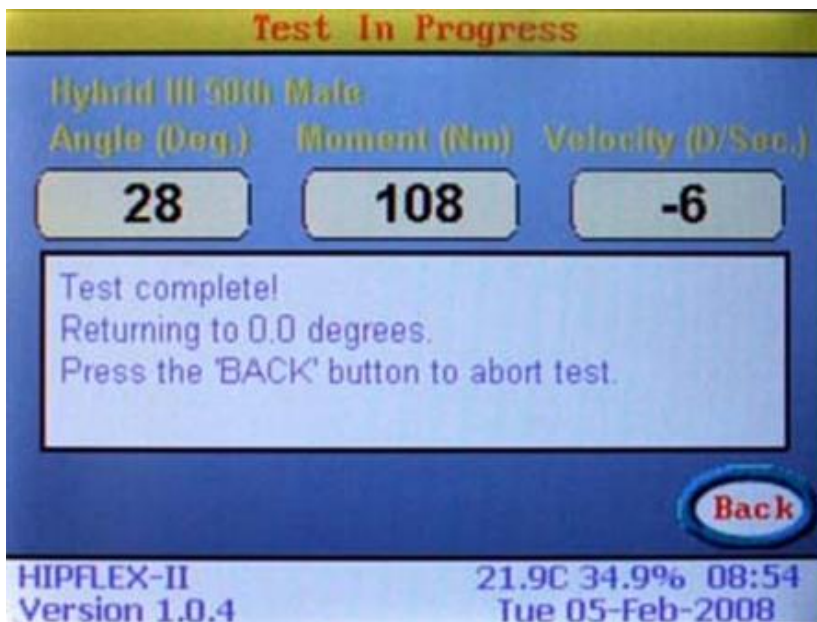 Test In Progress
Hybrid III 50th Male
Angle (Deg.) Moment (Nm) Velocity (D/Sec.)
28 108 -6
Test complete!
Returning to 0.0 degrees.
Press the 'BACK' button to abort test.
Back
HIPFLEX-II 21.9C 34.9% 08:54
Version 1.0.4 Tue 05-Feb-2008